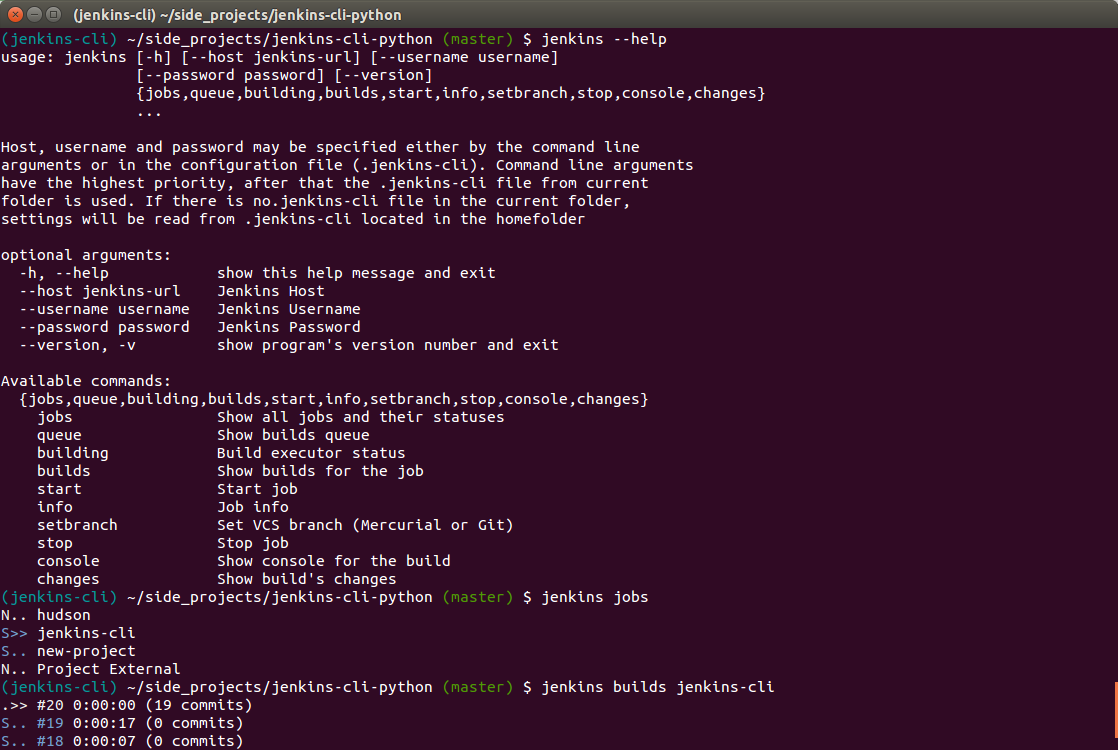 (jenkins-cli) ~/side_projects/jenkins-cli-python
(jenkins-cli) ~/side_projects/jenkins-cli-python (master) $ jenkins --help
usage: jenkins [-h] [--host jenkins-url] [--username username]
               [--password password] [--version]
               {jobs,queue,building,builds,start,info,setbranch,stop,console,changes}
               ...

Host, username and password may be specified either by the command line
arguments or in the configuration file (.jenkins-cli). Command line arguments
have the highest priority, after that the .jenkins-cli file from current
folder is used. If there is no.jenkins-cli file in the current folder,
settings will be read from .jenkins-cli located in the homefolder

optional arguments:
  -h, --help            show this help message and exit
  --host jenkins-url    Jenkins Host
  --username username   Jenkins Username
  --password password   Jenkins Password
  --version, -v         show program's version number and exit

Available commands:
  {jobs,queue,building,builds,start,info,setbranch,stop,console,changes}
    jobs                Show all jobs and their statuses
    queue               Show builds queue
    building            Build executor status
    builds              Show builds for the job
    start               Start job
    info                Job info
    setbranch           Set VCS branch (Mercurial or Git)
    stop                Stop job
    console             Show console for the build
    changes             Show build's changes
(jenkins-cli) ~/side_projects/jenkins-cli-python (master) $ jenkins jobs
N.. hudson
S>> jenkins-cli
S.. new-project
N.. Project External
(jenkins-cli) ~/side_projects/jenkins-cli-python (master) $ jenkins builds jenkins-cli
.>> #20 0:00:00 (19 commits)
S.. #19 0:00:17 (0 commits)
S.. #18 0:00:07 (0 commits)